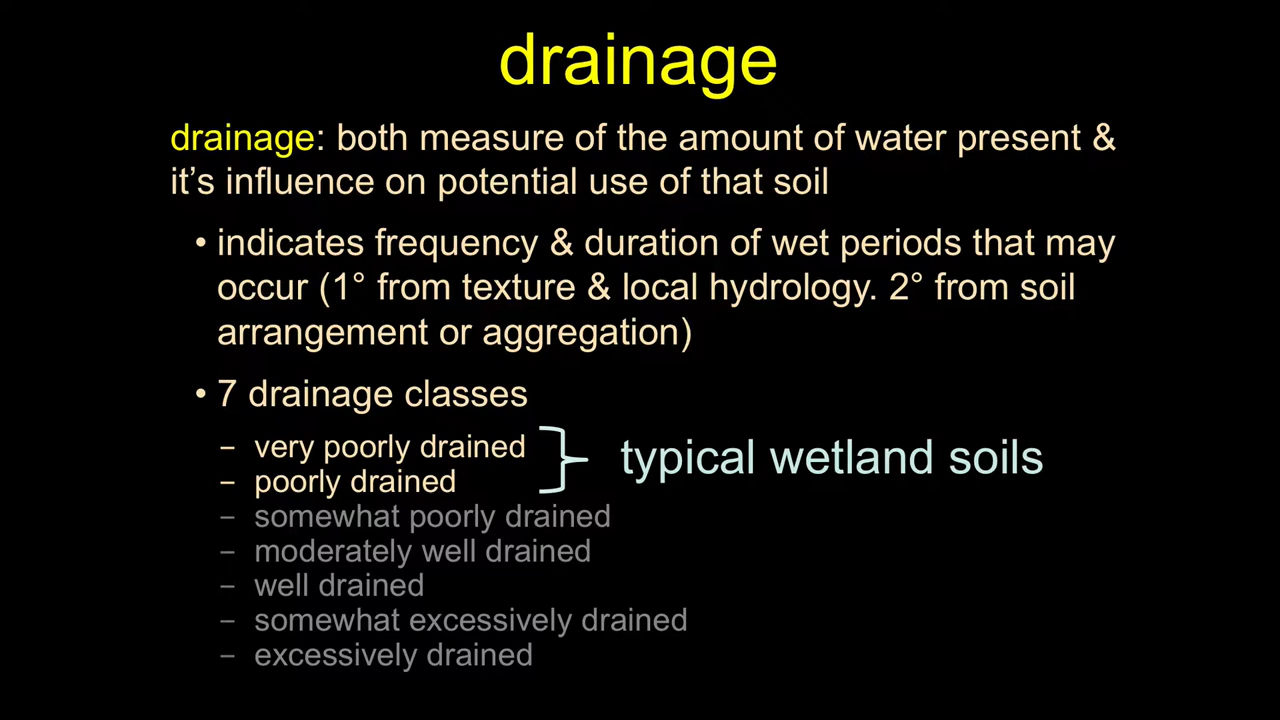 drainage
drainage: both measure of the amount of water present &
it’s influence on potential use of that soil
• indicates frequency & duration of wet periods that may
occur (1° from texture & local hydrology. 2° from soil
arrangement or aggregation)
• 7 drainage classes
– very poorly drained
– poorly drained
typical wetland soils
– somewhat poorly drained
– moderately well drained
– well drained
– somewhat excessively drained
– excessively drained